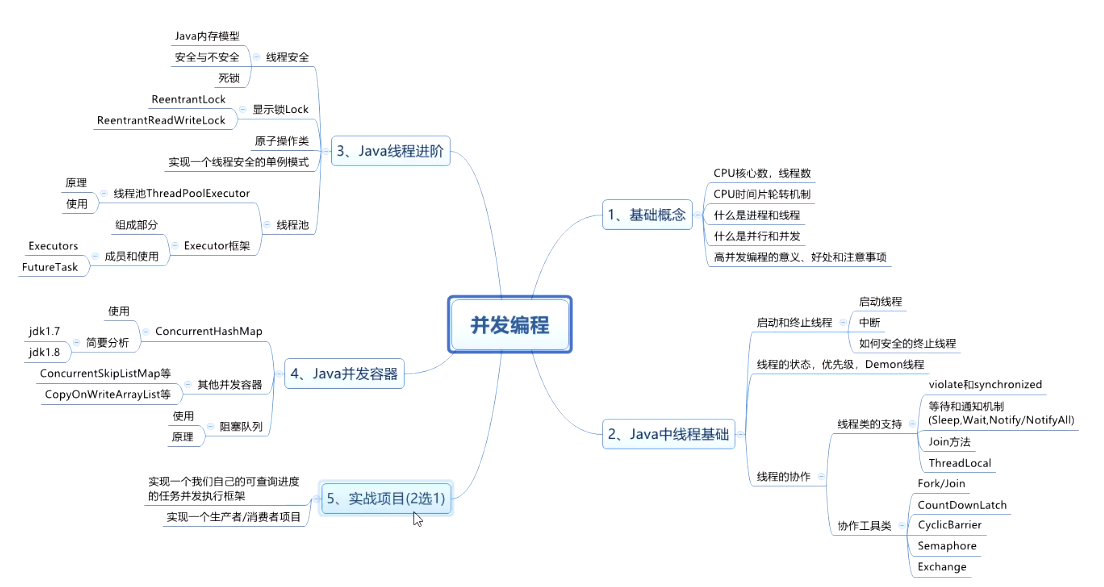 并发编程
1、基础概念
CPU核心数，线程数
CPU时间片轮转机制
什么是进程和线程
什么是并行和并发
高并发编程的意义、好处和注意事项
2、Java中线程基础
启动和终止线程
启动线程
中断
如何安全的终止线程
线程的状态，优先级，Demon线程
线程的协作
线程类的支持
violate和synchronized
等待和通知机制
(Sleep,Wait,Notify/NotifyAll)
Join方法
ThreadLocal
协作工具类
Fork/Join
CountDownLatch
CyclicBarrier
Semaphore
Exchange
3、Java线程进阶
线程安全
Java内存模型
安全与不安全
死锁
显示锁Lock
ReentrantLock
ReentrantReadWriteLock
原子操作类
实现一个线程安全的单例模式
线程池
线程池ThreadPoolExecutor
原理
使用
Executor框架
组成部分
成员和使用
Executors
FutureTask
4、Java并发容器
ConcurrentHashMap
使用
简要分析
jdk1.7
jdk1.8
其他并发容器
ConcurrentSkipListMap等
CopyOnWriteArrayList等
阻塞队列
使用
原理
5、实战项目(2选1)
实现一个我们自己的可查询进度
的任务并发执行框架
实现一个生产者/消费者项目